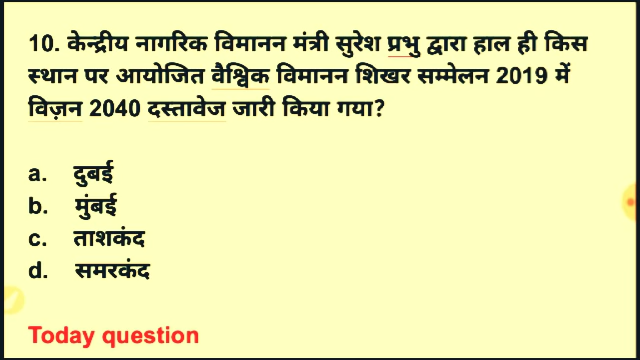 10. केन्द्रीय नागरिक विमानन मंत्री सुरेश प्रभु द्वारा हाल ही किस
स्थान पर आयोजित वैश्विक विमानन शिखर सम्मेलन 2019 में
विज़न 2040 दस्तावेज जारी किया गया?
a. दुबई
b. मुंबई
c. ताशकंद
d. समरकंद
Today question